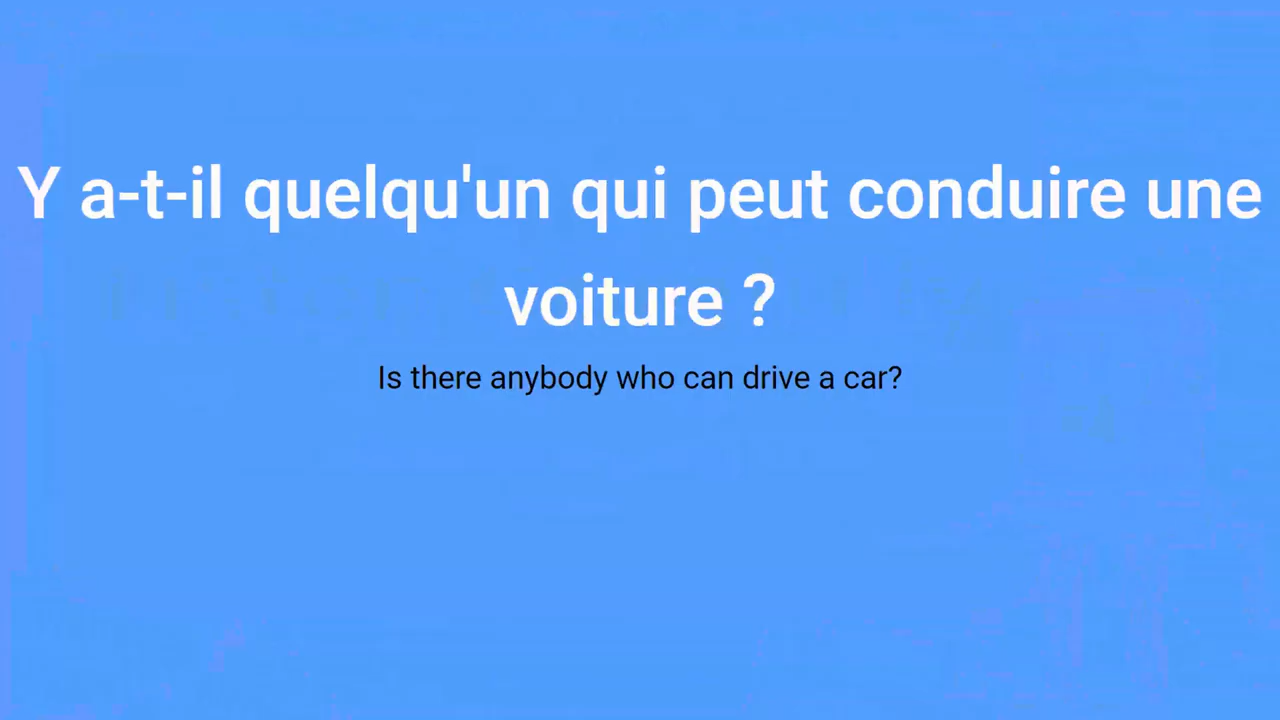 Y a-t-il quelqu'un qui peut conduire une
voiture ?
Is there anybody who can drive a car?